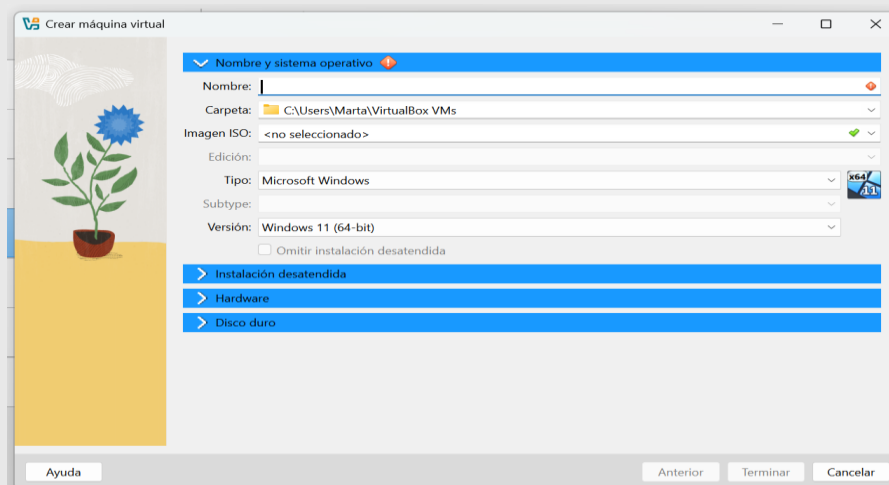 Crear máquina virtual
Nombre y sistema operativo
Nombre:
Carpeta: C:\Users\Marta\VirtualBox VMs
Imagen ISO: <no seleccionado>
Edición:
Tipo: Microsoft Windows
x64
11
Subtype:
Versión: Windows 11 (64-bit)
Omitir instalación desatendida
Instalación desatendida
Hardware
Disco duro
Ayuda Anterior Terminar Cancelar